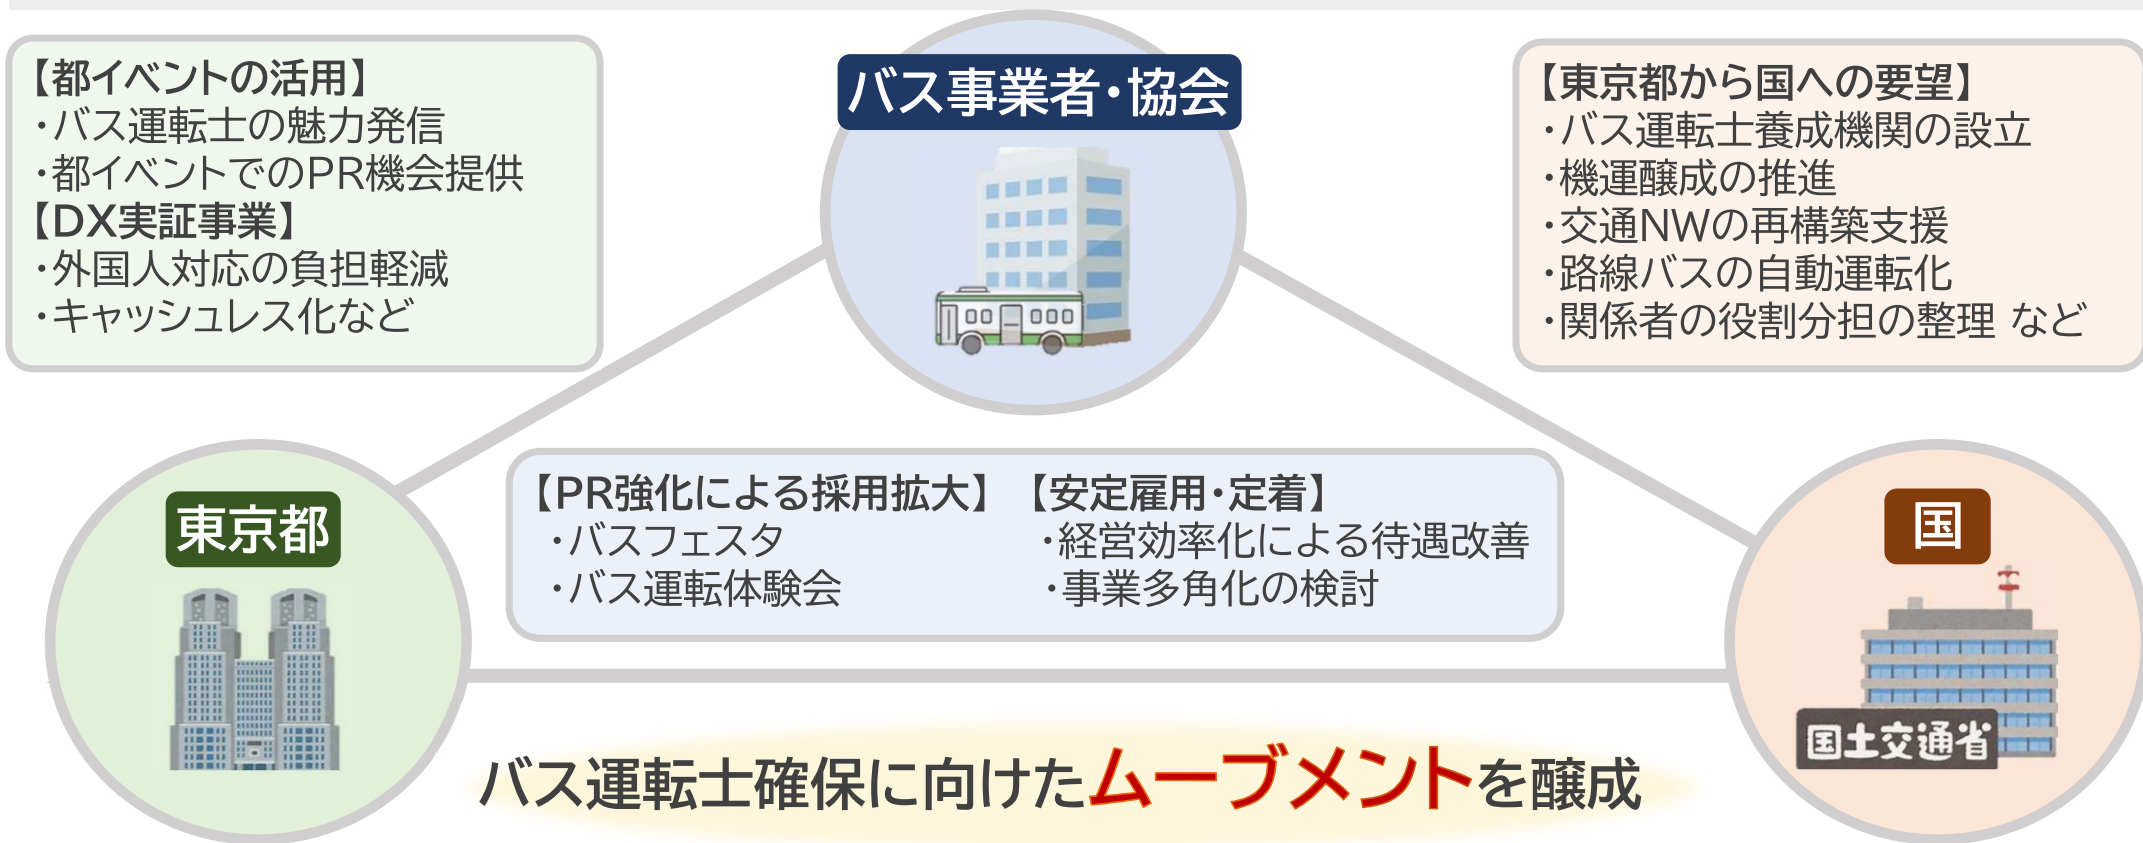 【都イベントの活用】
・バス運転士の魅力発信
・都イベントでのPR機会提供
【DX実証事業】
・外国人対応の負担軽減
・キャッシュレス化など
バス事業者・協会
【東京都から国への要望】
・バス運転士養成機関の設立
・機運醸成の推進
・交通NWの再構築支援
・路線バスの自動運転化
・関係者の役割分担の整理 など
東京都
【PR強化による採用拡大】
・バスフェスタ
・バス運転体験会
【安定雇用・定着】
・経営効率化による待遇改善
・事業多角化の検討
国
国土交通省
バス運転士確保に向けたムーブメントを醸成